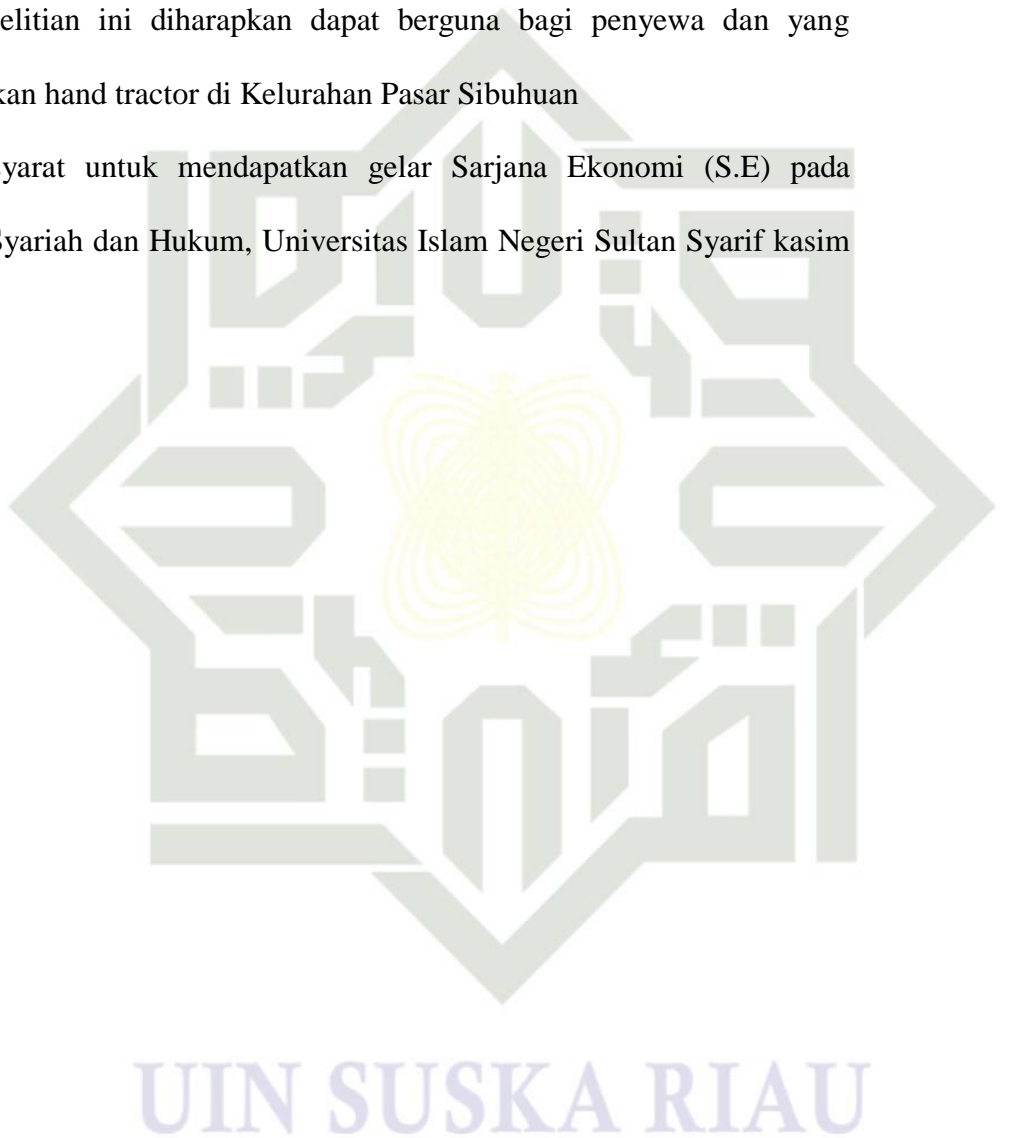 elitian ini diharapkan dapat berguna bagi penyewa dan yang
kan hand tractor di Kelurahan Pasar Sibuhuan
yarat untuk mendapatkan gelar Sarjana Ekonomi (S.E) pada
Syariah dan Hukum, Universitas Islam Negeri Sultan Syarif kasim
UIN SUSKA RIAU